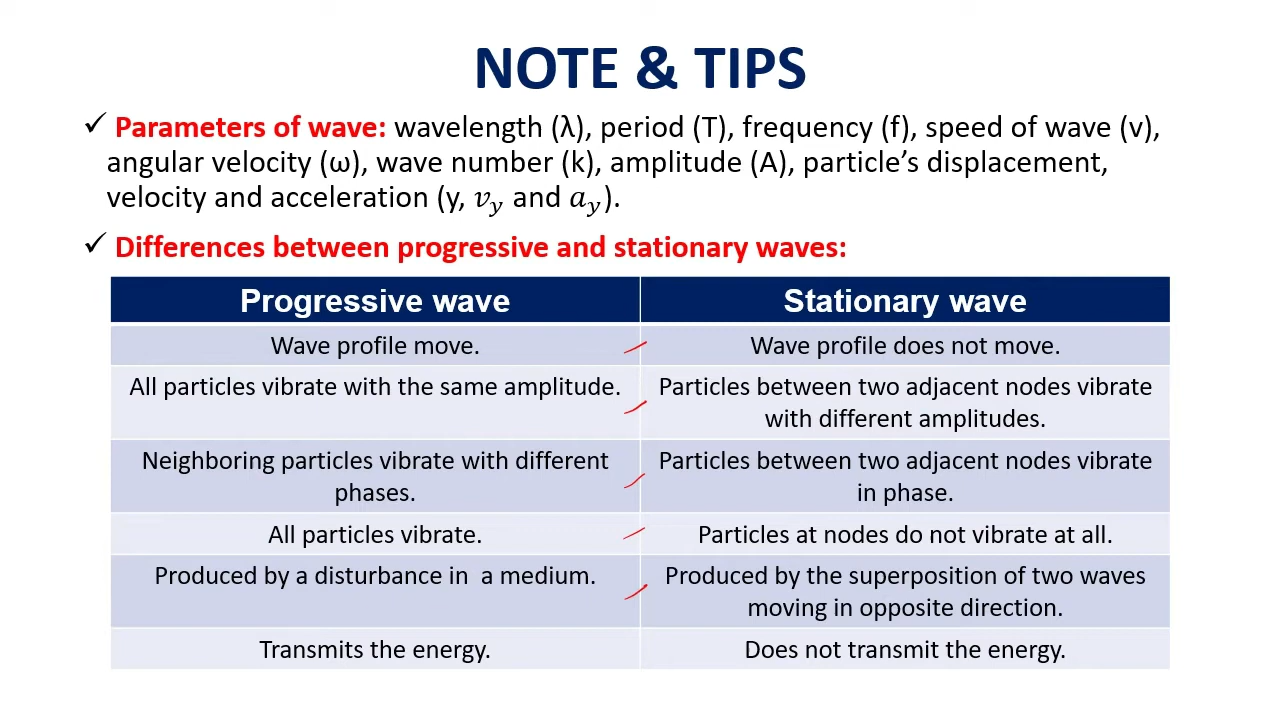 NOTE & TIPS
✓ Parameters of wave: wavelength (λ), period (T), frequency (f), speed of wave (v),
angular velocity (ω), wave number (k), amplitude (A), particle’s displacement,
velocity and acceleration (y, v_y and a_y).
✓ Differences between progressive and stationary waves:
Progressive wave Stationary wave
Wave profile move. Wave profile does not move.
All particles vibrate with the same amplitude. Particles between two adjacent nodes vibrate
with different amplitudes.
Neighboring particles vibrate with different Particles between two adjacent nodes vibrate
phases. in phase.
All particles vibrate. Particles at nodes do not vibrate at all.
Produced by a disturbance in a medium. Produced by the superposition of two waves
moving in opposite direction.
Transmits the energy. Does not transmit the energy.